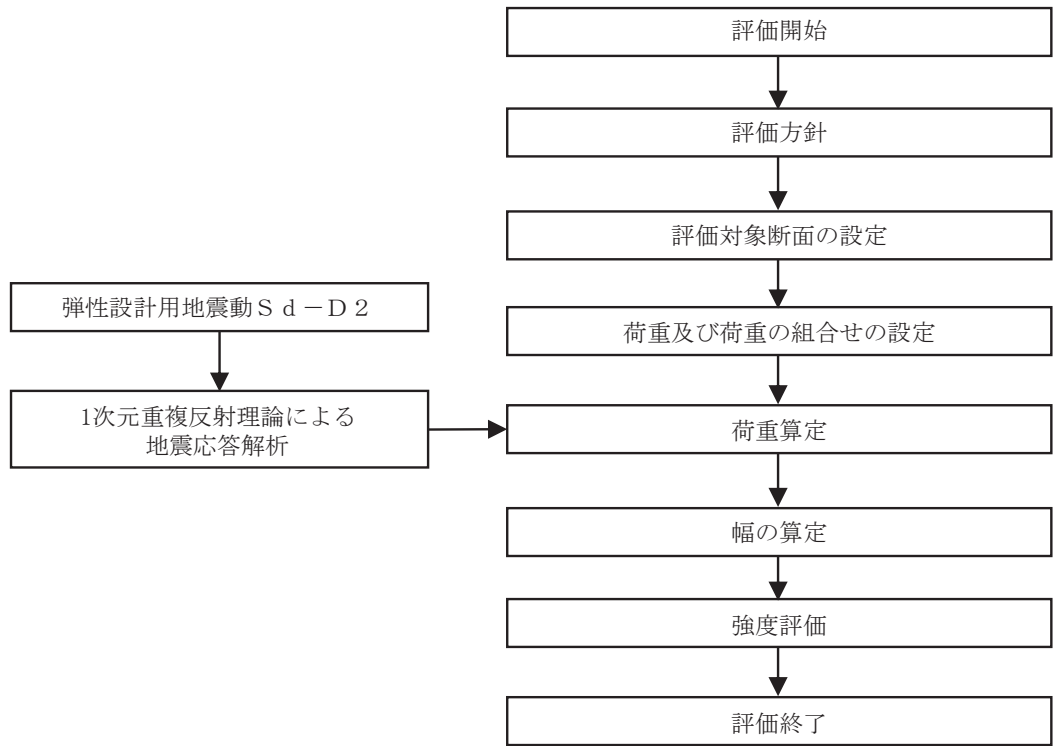 評価開始
評価方針
評価対象断面の設定
弾性設計用地震動Ｓｄ－Ｄ２
荷重及び荷重の組合せの設定
1次元重複反射理論による
地震応答解析
荷重算定
幅の算定
強度評価
評価終了